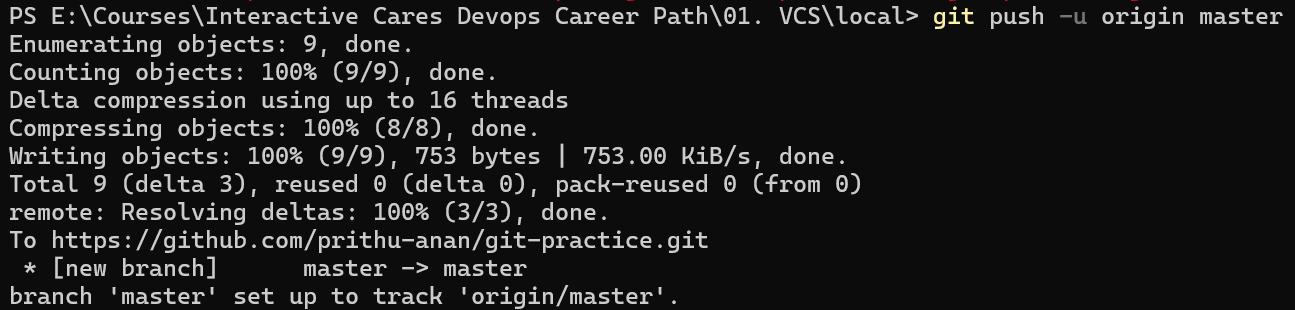 PS E:\Courses\Interactive Cares Devops Career Path\01. VCS\local> git push -u origin master
Enumerating objects: 9, done.
Counting objects: 100% (9/9), done.
Delta compression using up to 16 threads
Compressing objects: 100% (8/8), done.
Writing objects: 100% (9/9), 753 bytes | 753.00 KiB/s, done.
Total 9 (delta 3), reused 0 (delta 0), pack-reused 0 (from 0)
remote: Resolving deltas: 100% (3/3), done.
To https://github.com/prithu-anan/git-practice.git
 * [new branch]      master -> master
branch 'master' set up to track 'origin/master'.